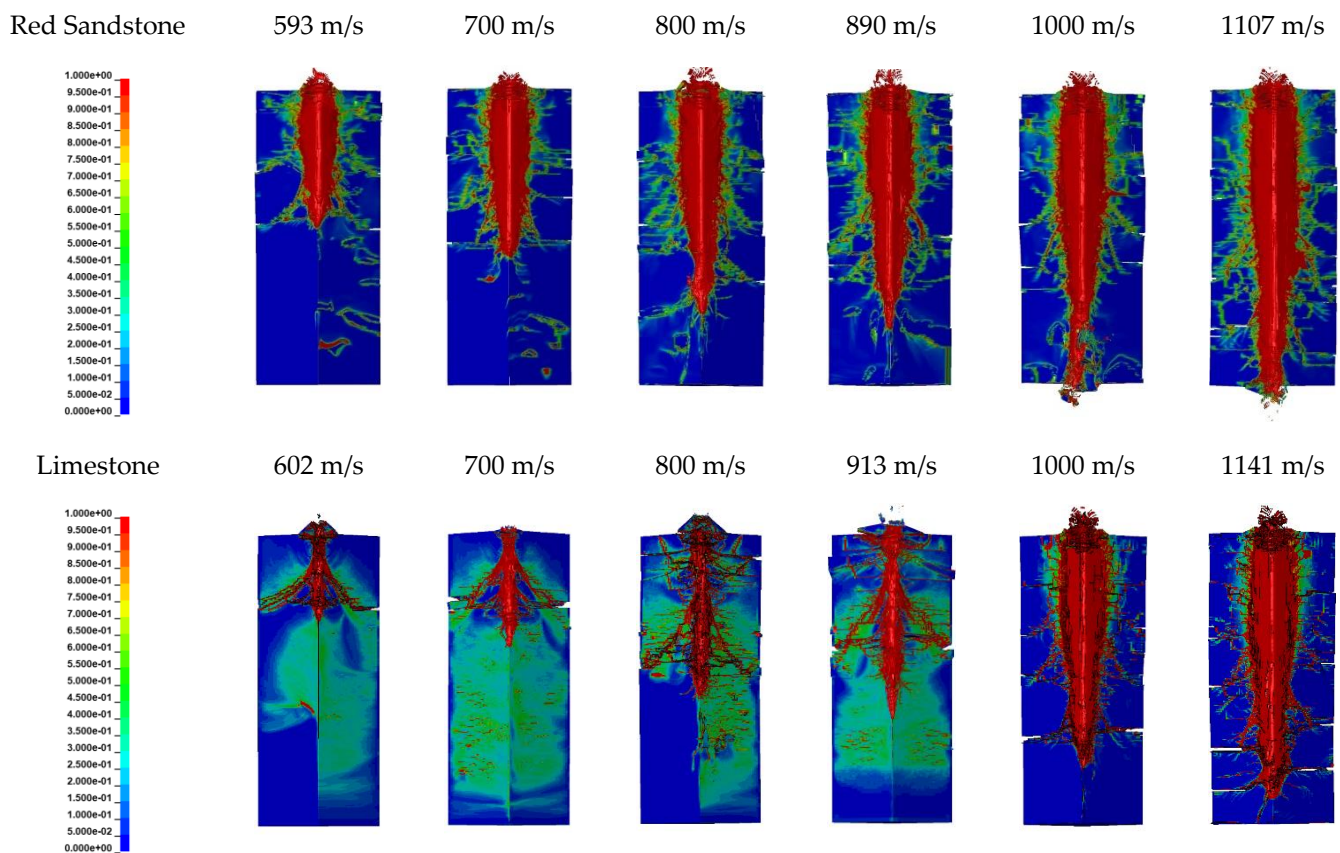 Red Sandstone 593 m/s 700 m/s 800 m/s 890 m/s 1000 m/s 1107 m/s
1.000e+00
9.500e-01
9.000e-01
8.500e-01
8.000e-01
7.500e-01
7.000e-01
6.500e-01
6.000e-01
5.500e-01
5.000e-01
4.500e-01
4.000e-01
3.500e-01
3.000e-01
2.500e-01
2.000e-01
1.500e-01
1.000e-01
5.000e-02
0.000e+00
Limestone 602 m/s 700 m/s 800 m/s 913 m/s 1000 m/s 1141 m/s
1.000e+00
9.500e-01
9.000e-01
8.500e-01
8.000e-01
7.500e-01
7.000e-01
6.500e-01
6.000e-01
5.500e-01
5.000e-01
4.500e-01
4.000e-01
3.500e-01
3.000e-01
2.500e-01
2.000e-01
1.500e-01
1.000e-01
5.000e-02
0.000e+00